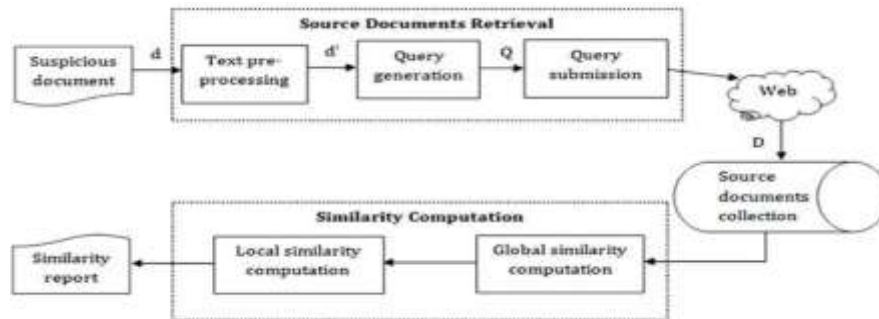 Source Documents Retrieval
Suspicious
document
d
Text pre-
processing
d'
Query
generation
Q
Query
submission
Web
D
Source
documents
collection
Similarity Computation
Global similarity
computation
Local similarity
computation
Similarity
report